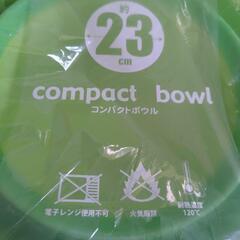 約
23
cm
compact bowl
コンパクトボウル
電子レンジ使用不可
火気厳禁
耐熱温度
120℃